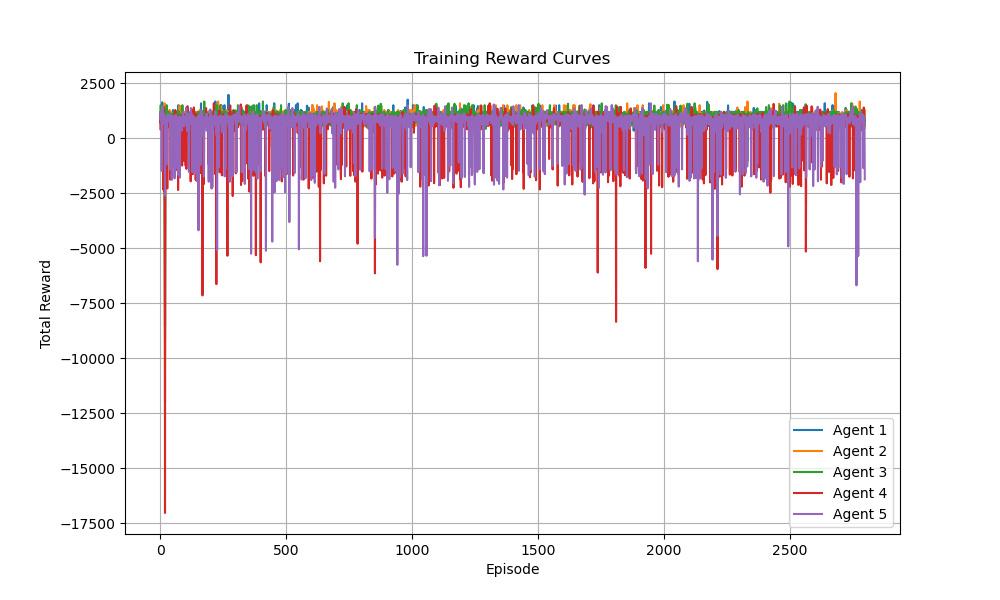 Training Reward Curves
Total Reward
2500
0
−2500
−5000
−7500
−10000
−12500
−15000
−17500
0 500 1000 1500 2000 2500
Episode
Agent 1
Agent 2
Agent 3
Agent 4
Agent 5